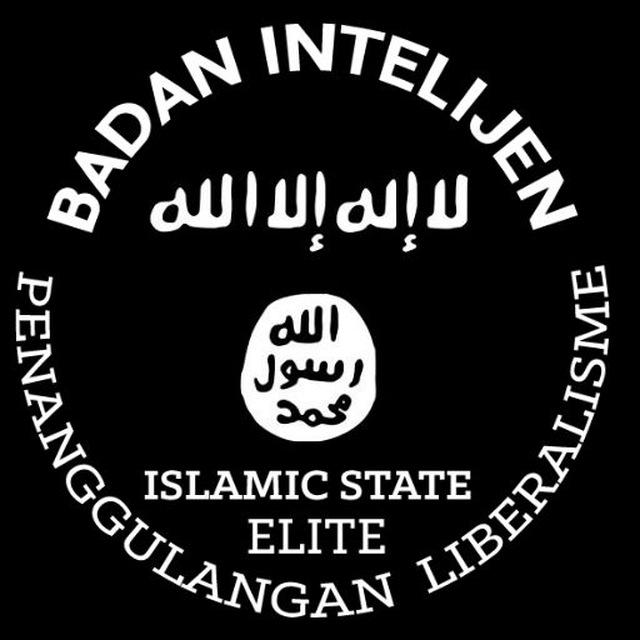 BADAN INTELIJEN
لا إله إلا الله
الله
رسول
محمد
ISLAMIC STATE
ELITE
PENANGGULANGAN LIBERALISME